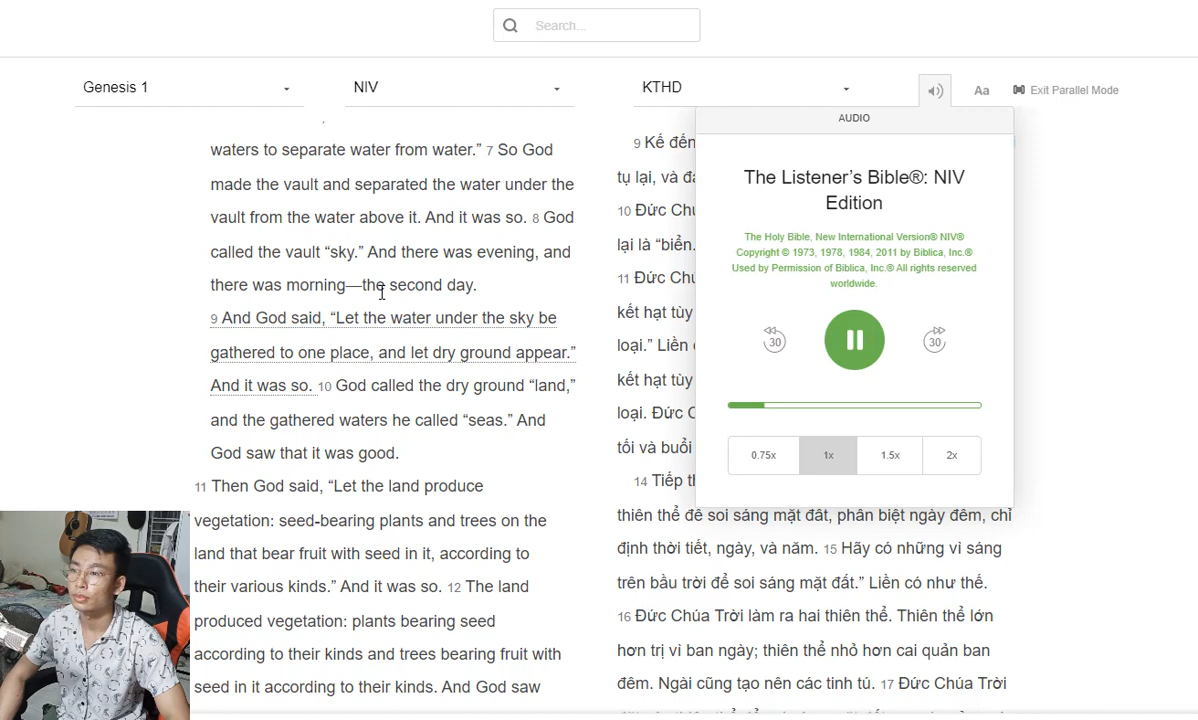 Search...
Genesis 1
NIV
KTHD
Aa
Exit Parallel Mode
waters to separate water from water.” 7 So God
made the vault and separated the water under the
vault from the water above it. And it was so. 8 God
called the vault “sky.” And there was evening, and
there was morning—the second day.
9 And God said, “Let the water under the sky be
gathered to one place, and let dry ground appear.”
And it was so. 10 God called the dry ground “land,”
and the gathered waters he called “seas.” And
God saw that it was good.
11 Then God said, “Let the land produce
vegetation: seed-bearing plants and trees on the
land that bear fruit with seed in it, according to
their various kinds.” And it was so. 12 The land
produced vegetation: plants bearing seed
according to their kinds and trees bearing fruit with
seed in it according to their kinds. And God saw
9 Kế đến
tụ lại, và
10 Đức
lại là “biển.
11 Đức
kết hạt tùy
loại.” Liền
kết hạt tùy
loại. Đức
tối và buổi
14 Tiếp
thiên thể để soi sáng mặt đất, phân biệt ngày đêm, chỉ
định thời tiết, ngày, và năm. 15 Hãy có những vì sáng
trên bầu trời để soi sáng mặt đất.” Liền có như thế.
16 Đức Chúa Trời làm ra hai thiên thể. Thiên thể lớn
hơn trị vì ban ngày; thiên thể nhỏ hơn cai quản ban
đêm. Ngài cũng tạo nên các tinh tú. 17 Đức Chúa Trời
AUDIO
The Listener’s Bible®: NIV
Edition
The Holy Bible, New International Version® NIV®
Copyright © 1973, 1978, 1984, 2011 by Biblica, Inc.®
Used by Permission of Biblica, Inc.® All rights reserved
worldwide.
30
30
0.75x
1x
1.5x
2x